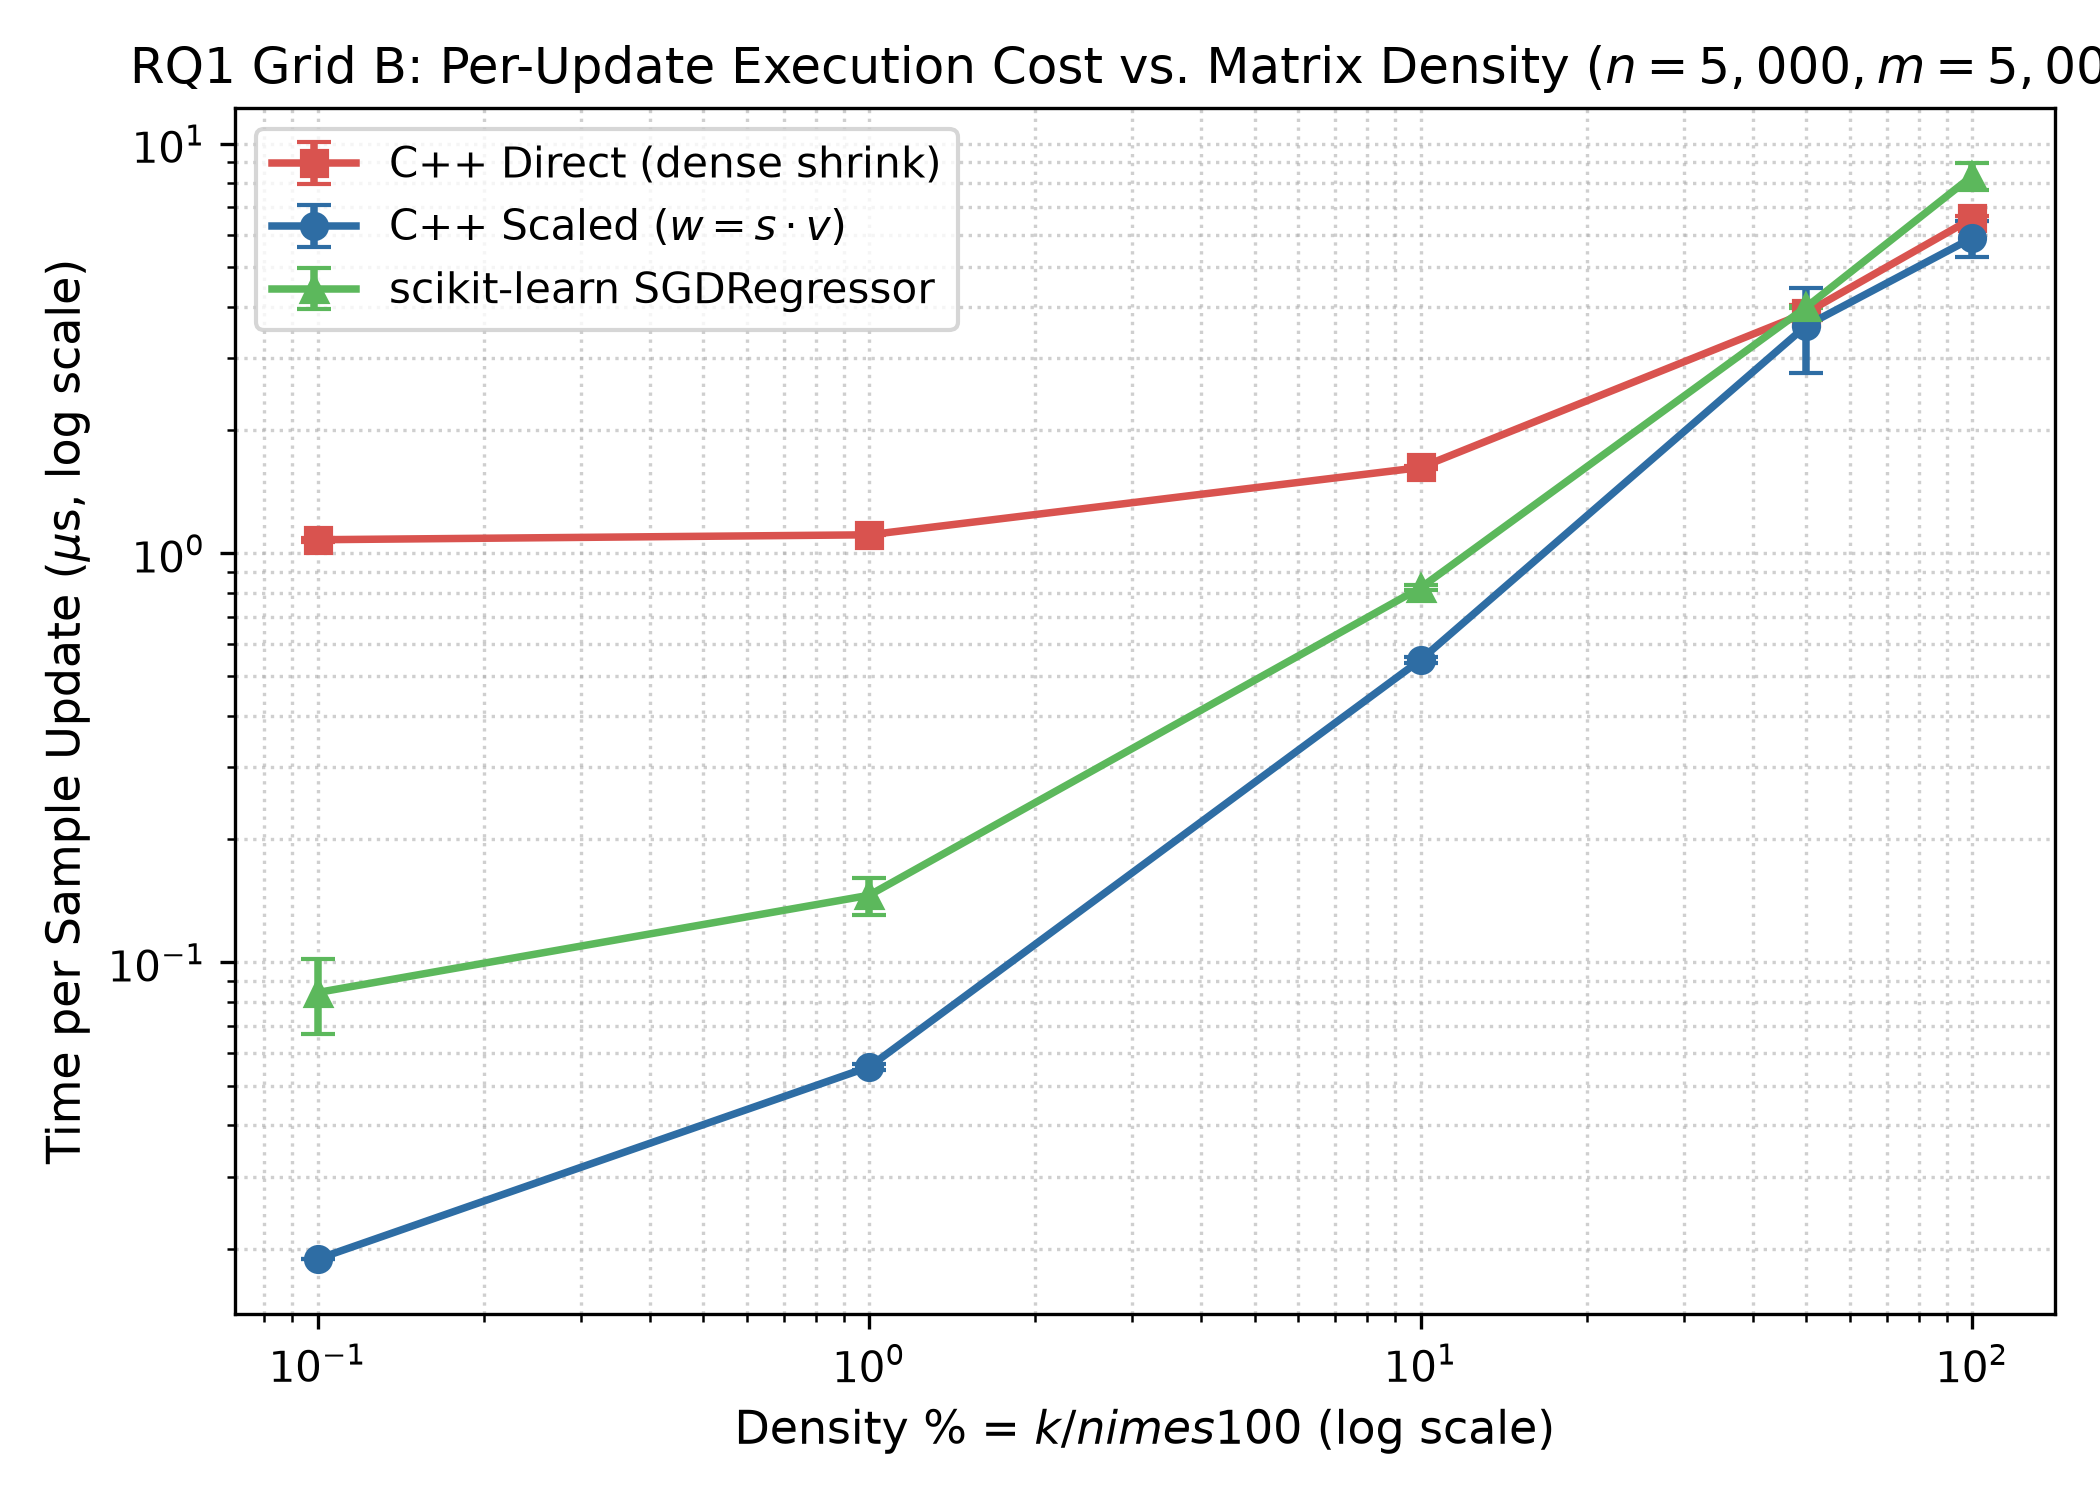 RQ1 Grid B: Per-Update Execution Cost vs. Matrix Density (n = 5,000, m = 5,00
C++ Direct (dense shrink)
C++ Scaled (w = s · v)
scikit-learn SGDRegressor
Time per Sample Update (μs, log scale)
10¹
10⁰
10⁻¹
10⁻¹ 10⁰ 10¹ 10²
Density % = k/nimes100 (log scale)